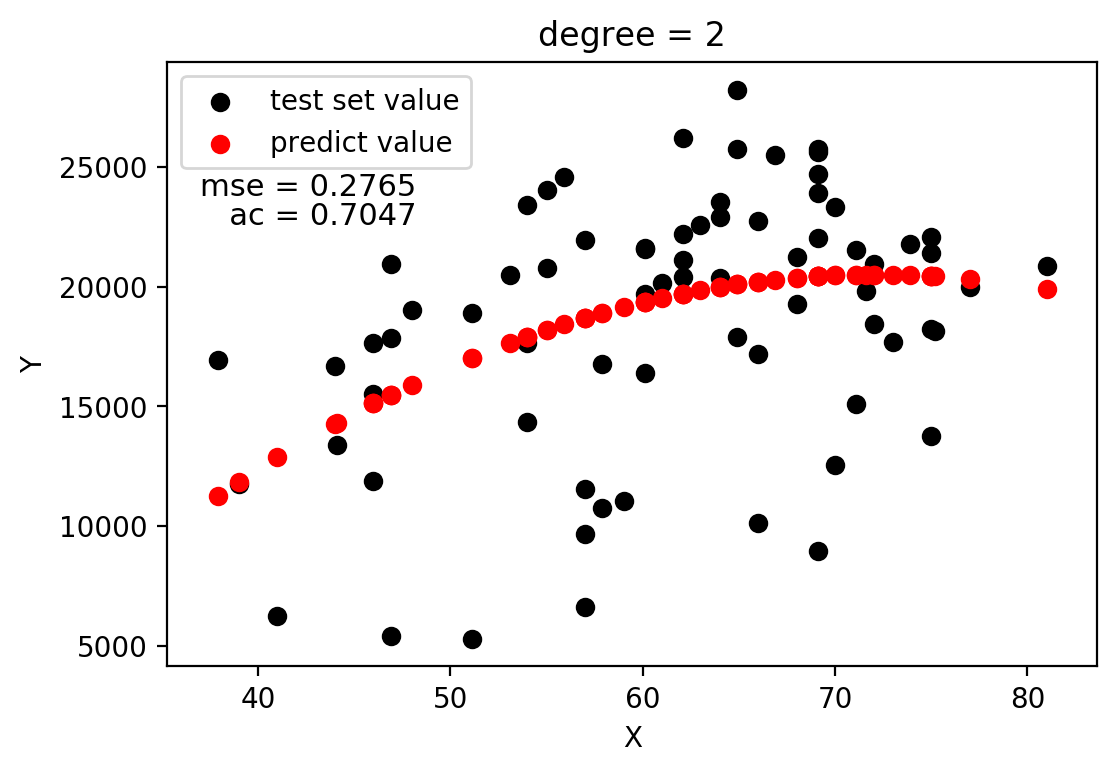 degree = 2
test set value
predict value
mse = 0.2765
ac = 0.7047
25000
20000
15000
10000
5000
Y
40
50
60
70
80
X